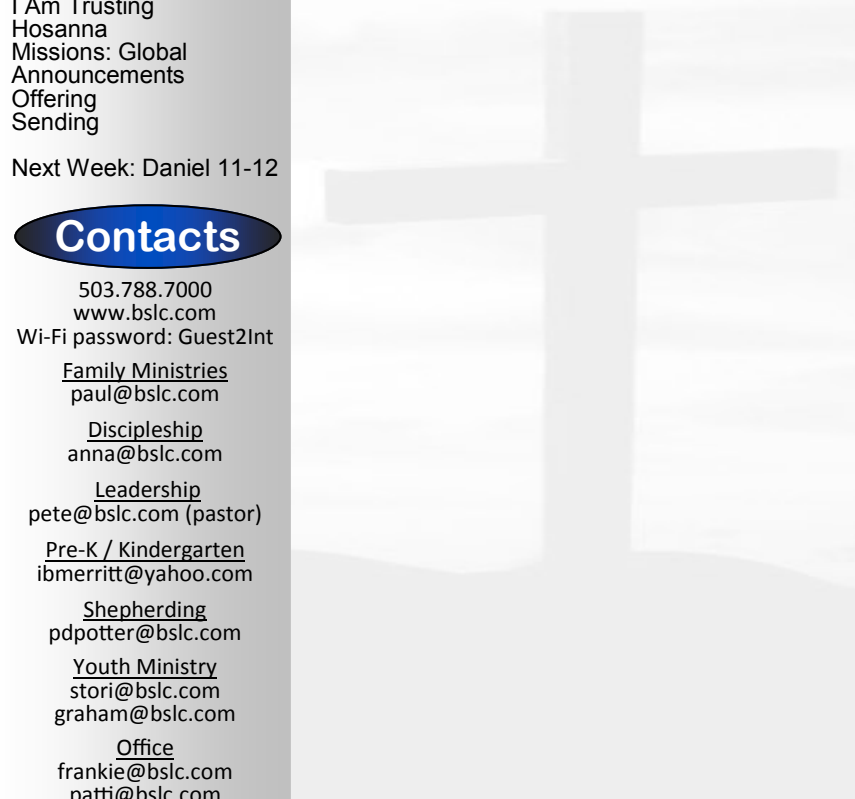 I Am Trusting
Hosanna
Missions: Global
Announcements
Offering
Sending
Next Week: Daniel 11-12
Contacts
503.788.7000
www.bslc.com
Wi-Fi password: Guest2Int
Family Ministries
paul@bslc.com
Discipleship
anna@bslc.com
Leadership
pete@bslc.com (pastor)
Pre-K / Kindergarten
ibmerritt@yahoo.com
Shepherding
pdpotter@bslc.com
Youth Ministry
stori@bslc.com
graham@bslc.com
Office
frankie@bslc.com
patti@bslc.com